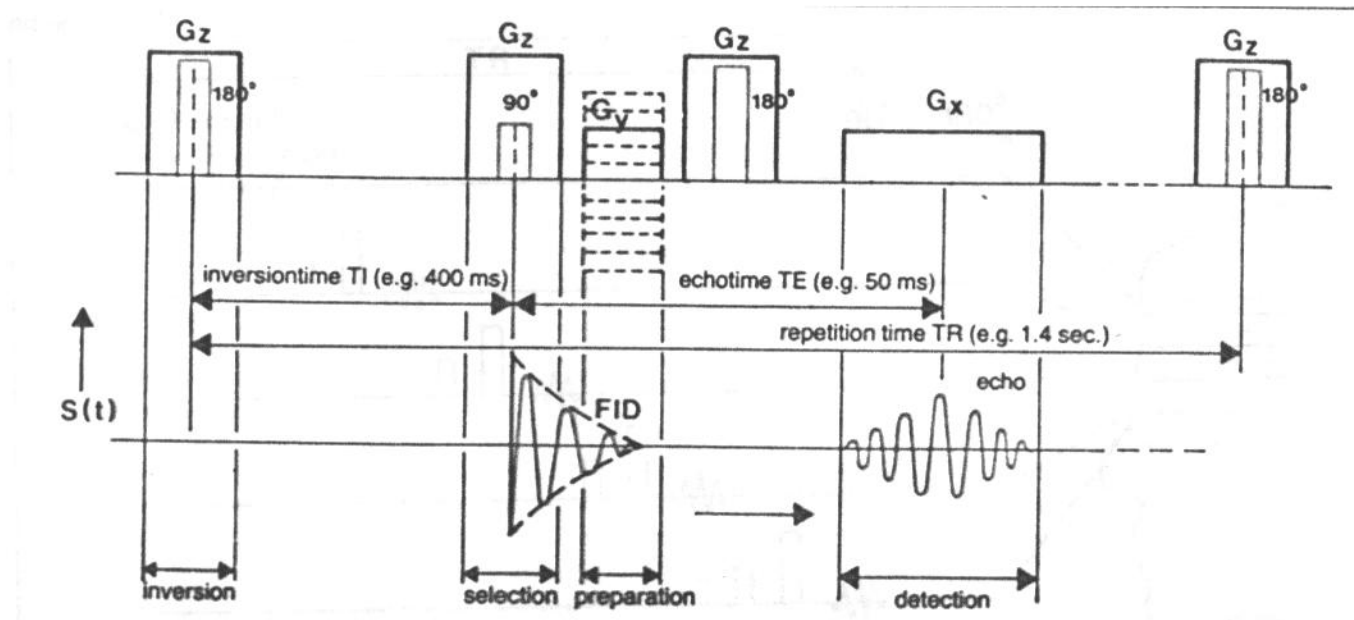 Gz
Gz
Gz
Gz
180°
90°
Gy
180°
Gx
180°
inversiontime TI (e.g. 400 ms)
echotime TE (e.g. 50 ms)
repetition time TR (e.g. 1.4 sec.)
S(t)
FID
echo
inversion
selection
preparation
detection